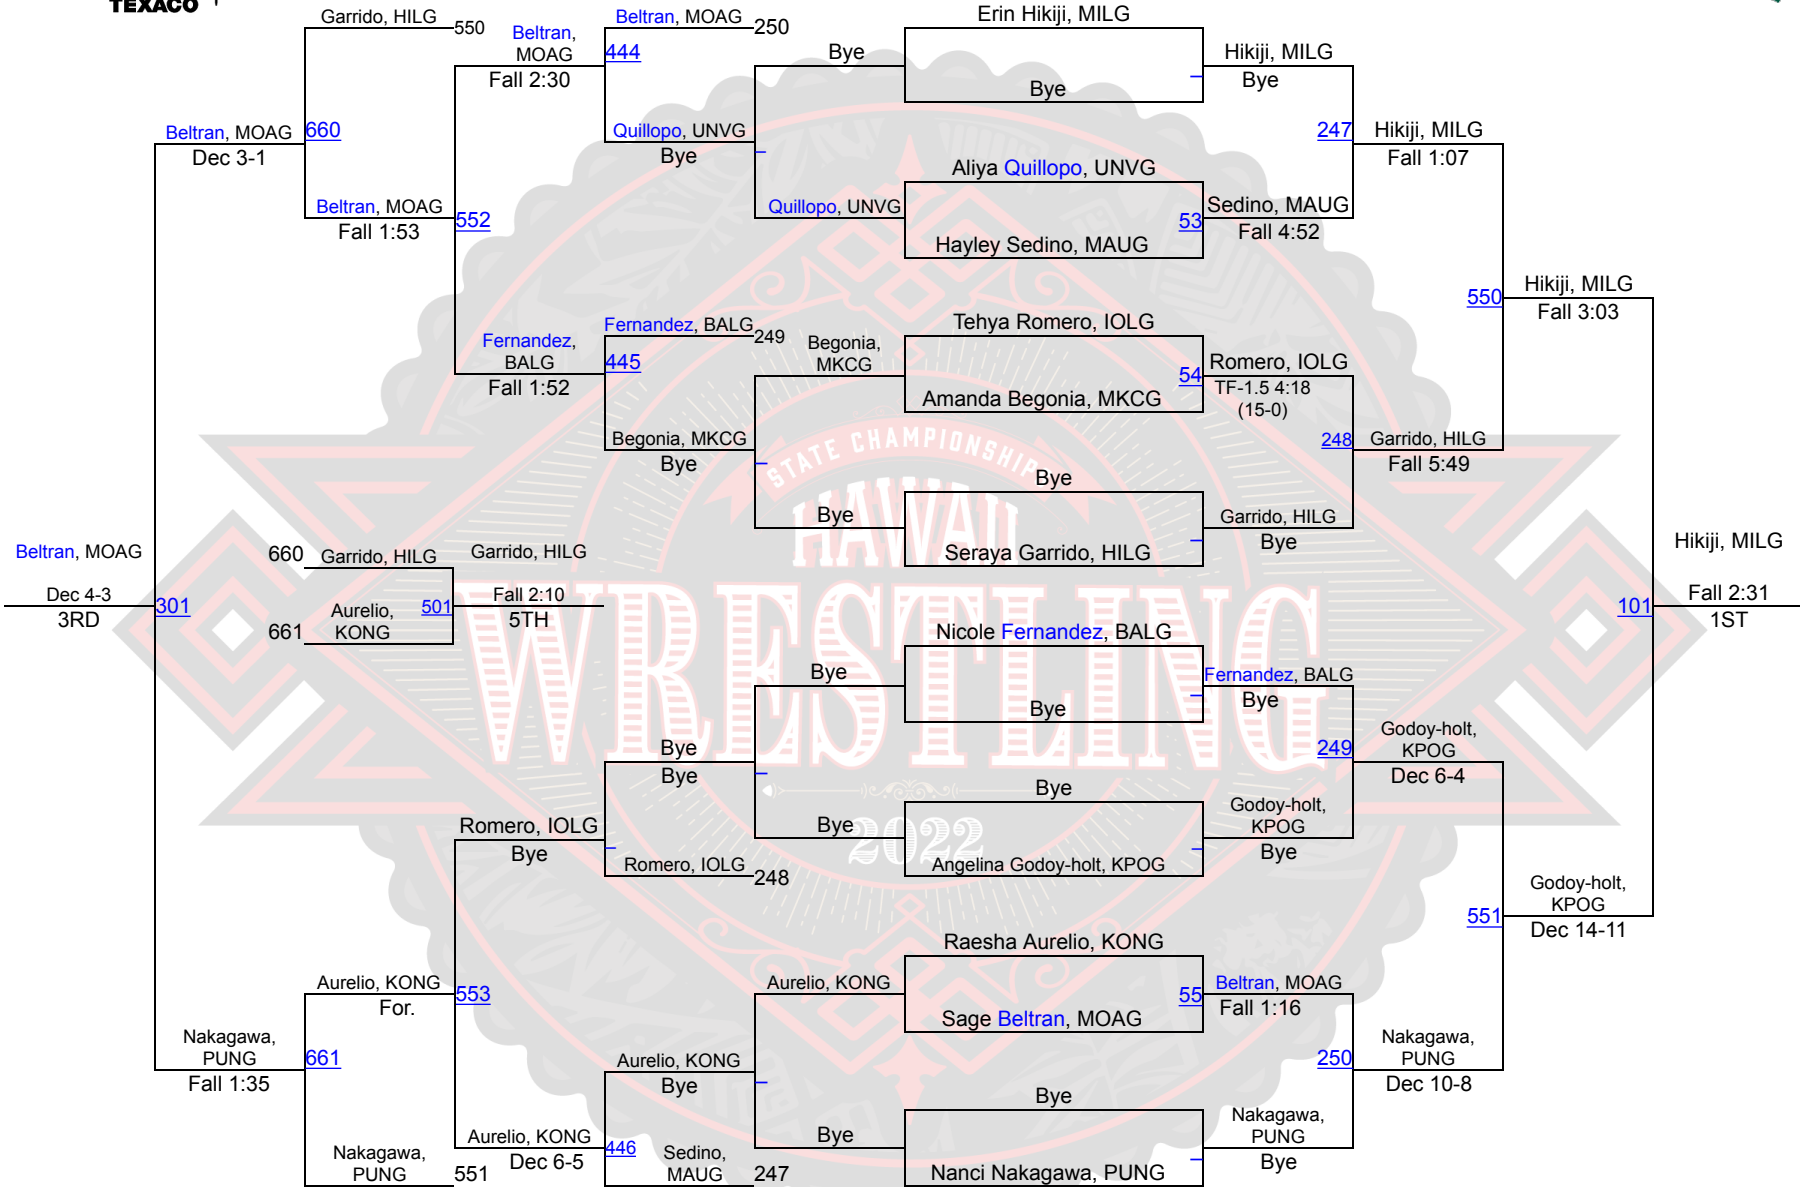 TEXACO
Garrido, HILG
550
Beltran, MOAG
660
Dec 3-1
Beltran, MOAG
552
Fall 1:53
Beltran,
MOAG
444
Fall 2:30
Beltran, MOAG
250
Quillopo, UNVG
Bye
Bye
Quillopo, UNVG
Fernandez,
BALG
445
Fall 1:52
Fernandez, BALG
249
Begonia, MKCG
Bye
Begonia,
MKCG
Bye
Erin Hikiji, MILG
Bye
Hikiji, MILG
Bye
247
Hikiji, MILG
Fall 1:07
Aliya Quillopo, UNVG
53
Hayley Sedino, MAUG
Sedino, MAUG
Fall 4:52
Tehya Romero, IOLG
54
Amanda Begonia, MKCG
Romero, IOLG
TF-1.5 4:18
(15-0)
248
Garrido, HILG
Fall 5:49
Bye
Seraya Garrido, HILG
Garrido, HILG
Bye
550
Hikiji, MILG
Fall 3:03
STATE CHAMPIONSHIP
HAWAII
WRESTLING
2022
Beltran, MOAG
Dec 4-3
3RD
301
660
Garrido, HILG
661
Aurelio,
KONG
501
Garrido, HILG
Fall 2:10
5TH
Hikiji, MILG
101
Fall 2:31
1ST
Nicole Fernandez, BALG
Bye
Fernandez, BALG
Bye
249
Godoy-holt,
KPOG
Dec 6-4
Bye
Angelina Godoy-holt, KPOG
Godoy-holt,
KPOG
Bye
551
Godoy-holt,
KPOG
Dec 14-11
Bye
Bye
Bye
Bye
Romero, IOLG
Bye
Romero, IOLG
248
Raesha Aurelio, KONG
55
Sage Beltran, MOAG
Beltran, MOAG
Fall 1:16
250
Nakagawa,
PUNG
Dec 10-8
Bye
Nanci Nakagawa, PUNG
Nakagawa,
PUNG
Bye
Aurelio, KONG
Bye
Aurelio, KONG
Bye
Aurelio, KONG
553
For.
Nakagawa,
PUNG
661
Fall 1:35
Nakagawa,
PUNG
551
Aurelio, KONG
446
Dec 6-5
Sedino,
MAUG
247